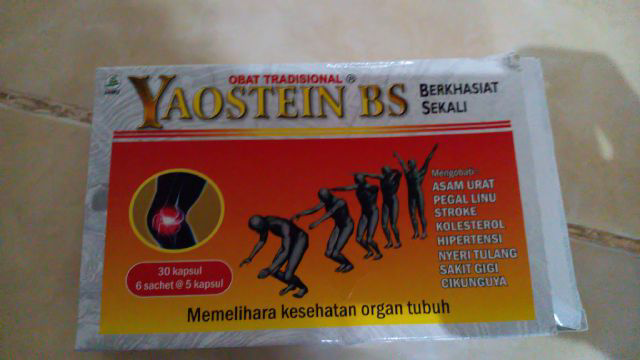 OBAT TRADISIONAL ®
YAOSTEIN BS
BERKHASIAT
SEKALI
Mengobati:
ASAM URAT
PEGAL LINU
STROKE
KOLESTEROL
HIPERTENSI
NYERI TULANG
SAKIT GIGI
CIKUNGUYA
30 kapsul
6 sachet @ 5 kapsul
Memelihara kesehatan organ tubuh